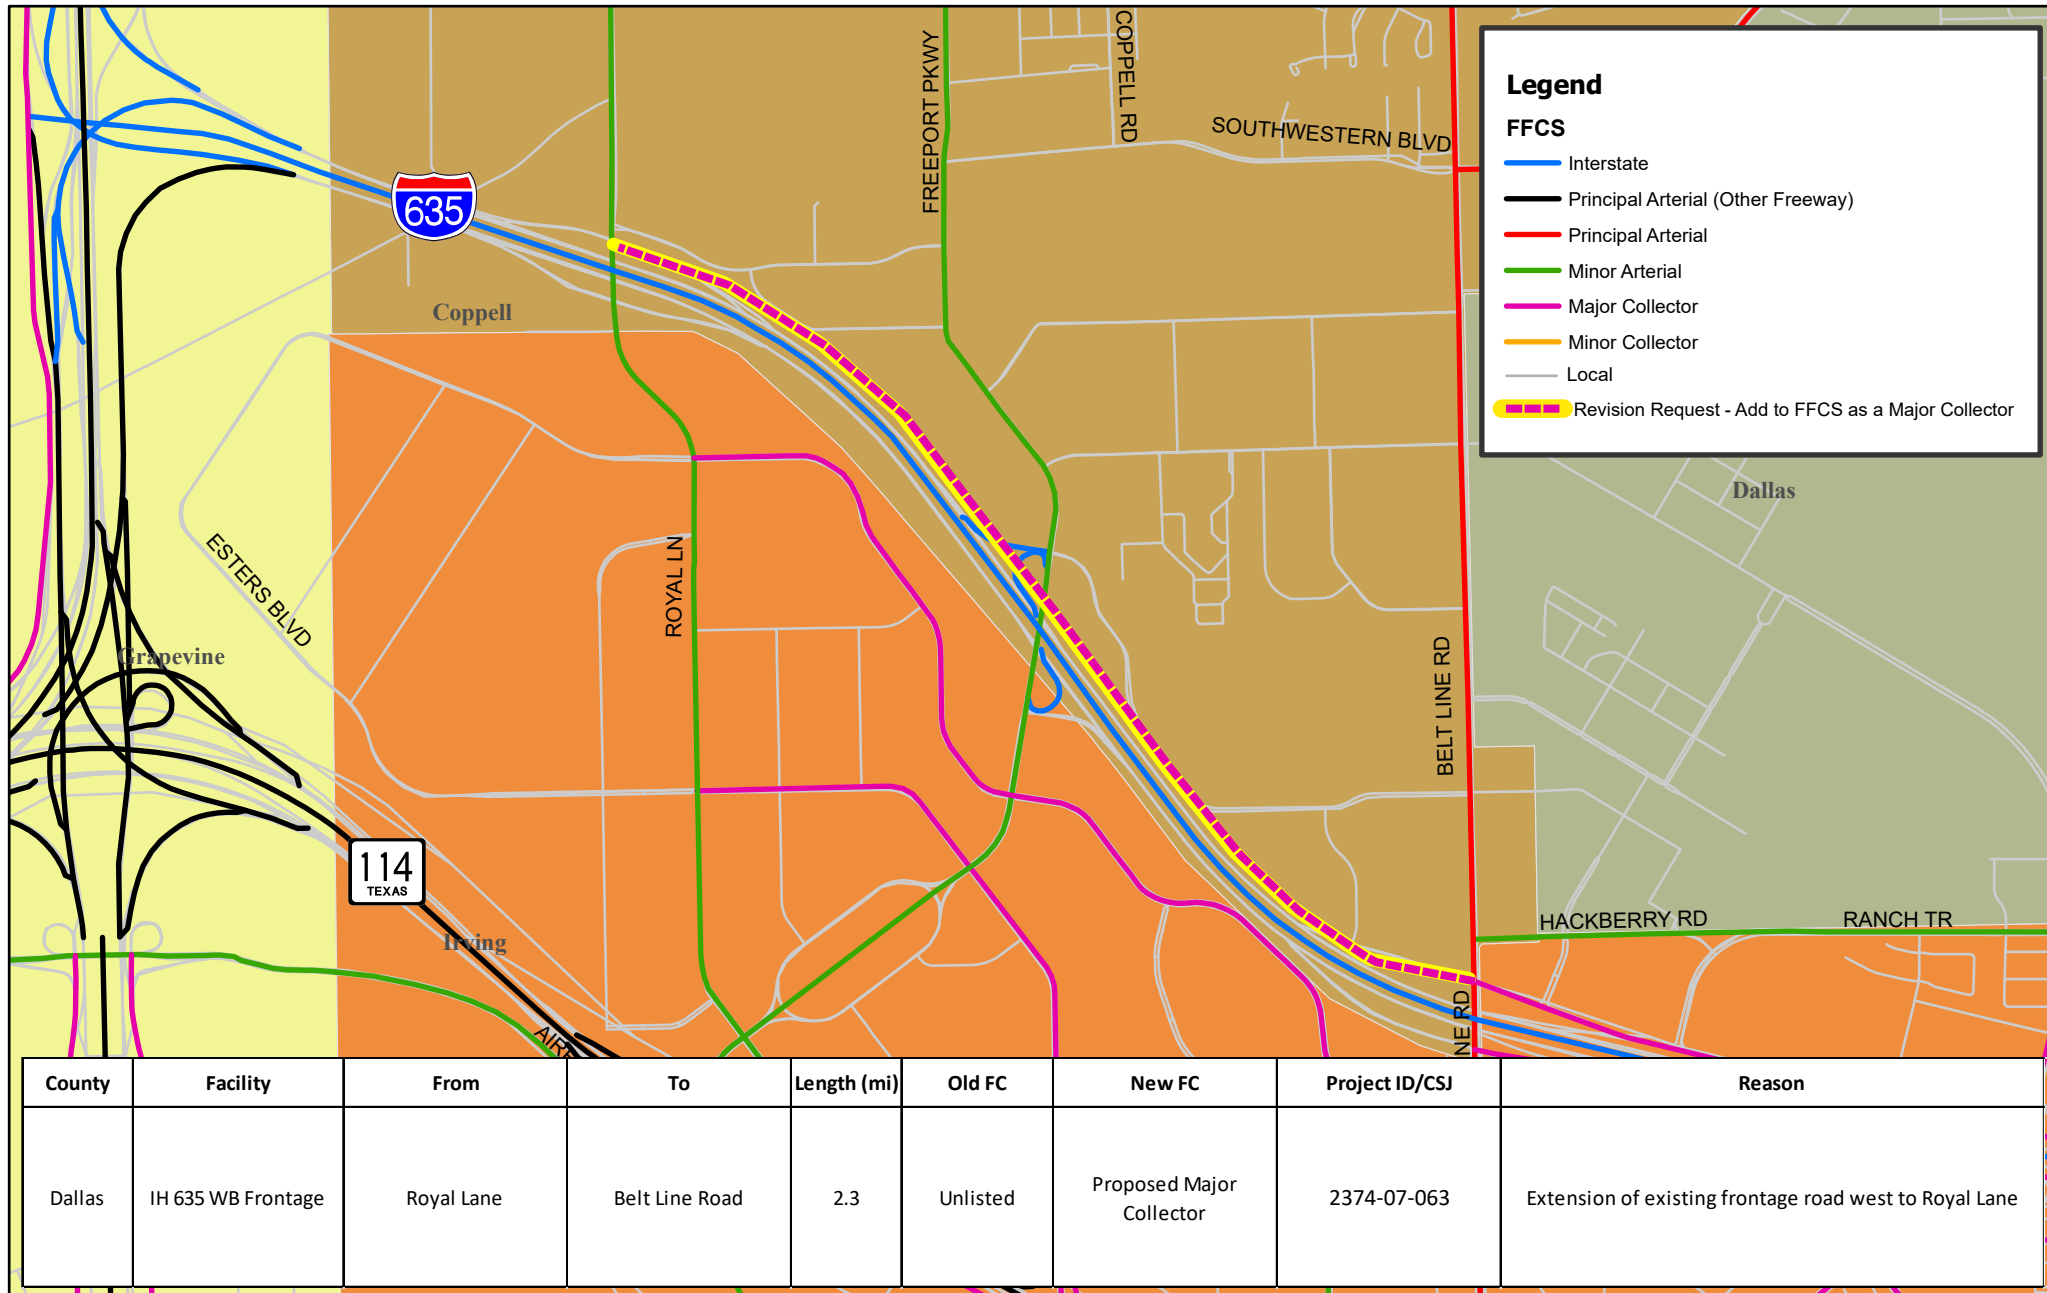 FREEPORT PKWY
COPPELL RD
SOUTHWESTERN BLVD
635
Coppell
Legend
FFCS
Interstate
Principal Arterial (Other Freeway)
Principal Arterial
Minor Arterial
Major Collector
Minor Collector
Local
Revision Request - Add to FFCS as a Major Collector
Dallas
ESTERS BLVD
ROYAL LN
Grapevine
BELT LINE RD
114
TEXAS
Irving
HACKBERRY RD
RANCH TR
NE RD
County Facility From To Length (mi) Old FC New FC Project ID/CSJ Reason
Dallas IH 635 WB Frontage Royal Lane Belt Line Road 2.3 Unlisted Proposed Major Collector 2374-07-063 Extension of existing frontage road west to Royal Lane